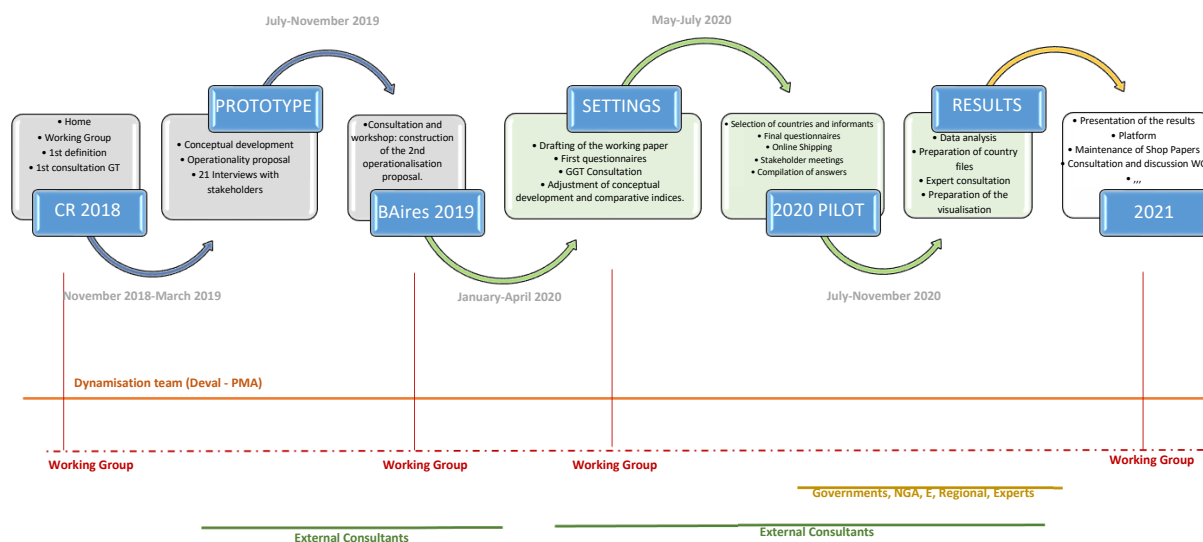 July-November 2019
May-July 2020
• Home
• Working Group
• 1st definition
• 1st consultation GT
CR 2018
PROTOTYPE
• Conceptual development
• Operationality proposal
• 21 Interviews with
stakeholders
•Consultation and
workshop: construction
of the 2nd
operationalisation
proposal.
BAires 2019
SETTINGS
• Drafting of the working paper
• First questionnaires
• GGT Consultation
• Adjustment of conceptual
development and comparative indices.
• Selection of countries and informants
• Final questionnaires
• Online Shipping
• Stakeholder meetings
• Compilation of answers
2020 PILOT
RESULTS
• Data analysis
• Preparation of country
files
• Expert consultation
• Preparation of the
visualisation
• Presentation of the results
• Platform
• Maintenance of Shop Papers
• Consultation and discussion WG
• ,,,
2021
November 2018-March 2019
January-April 2020
July-November 2020
Dynamisation team (Deval - PMA)
Working Group
Working Group
Working Group
Working Group
Governments, NGA, E, Regional, Experts
External Consultants
External Consultants